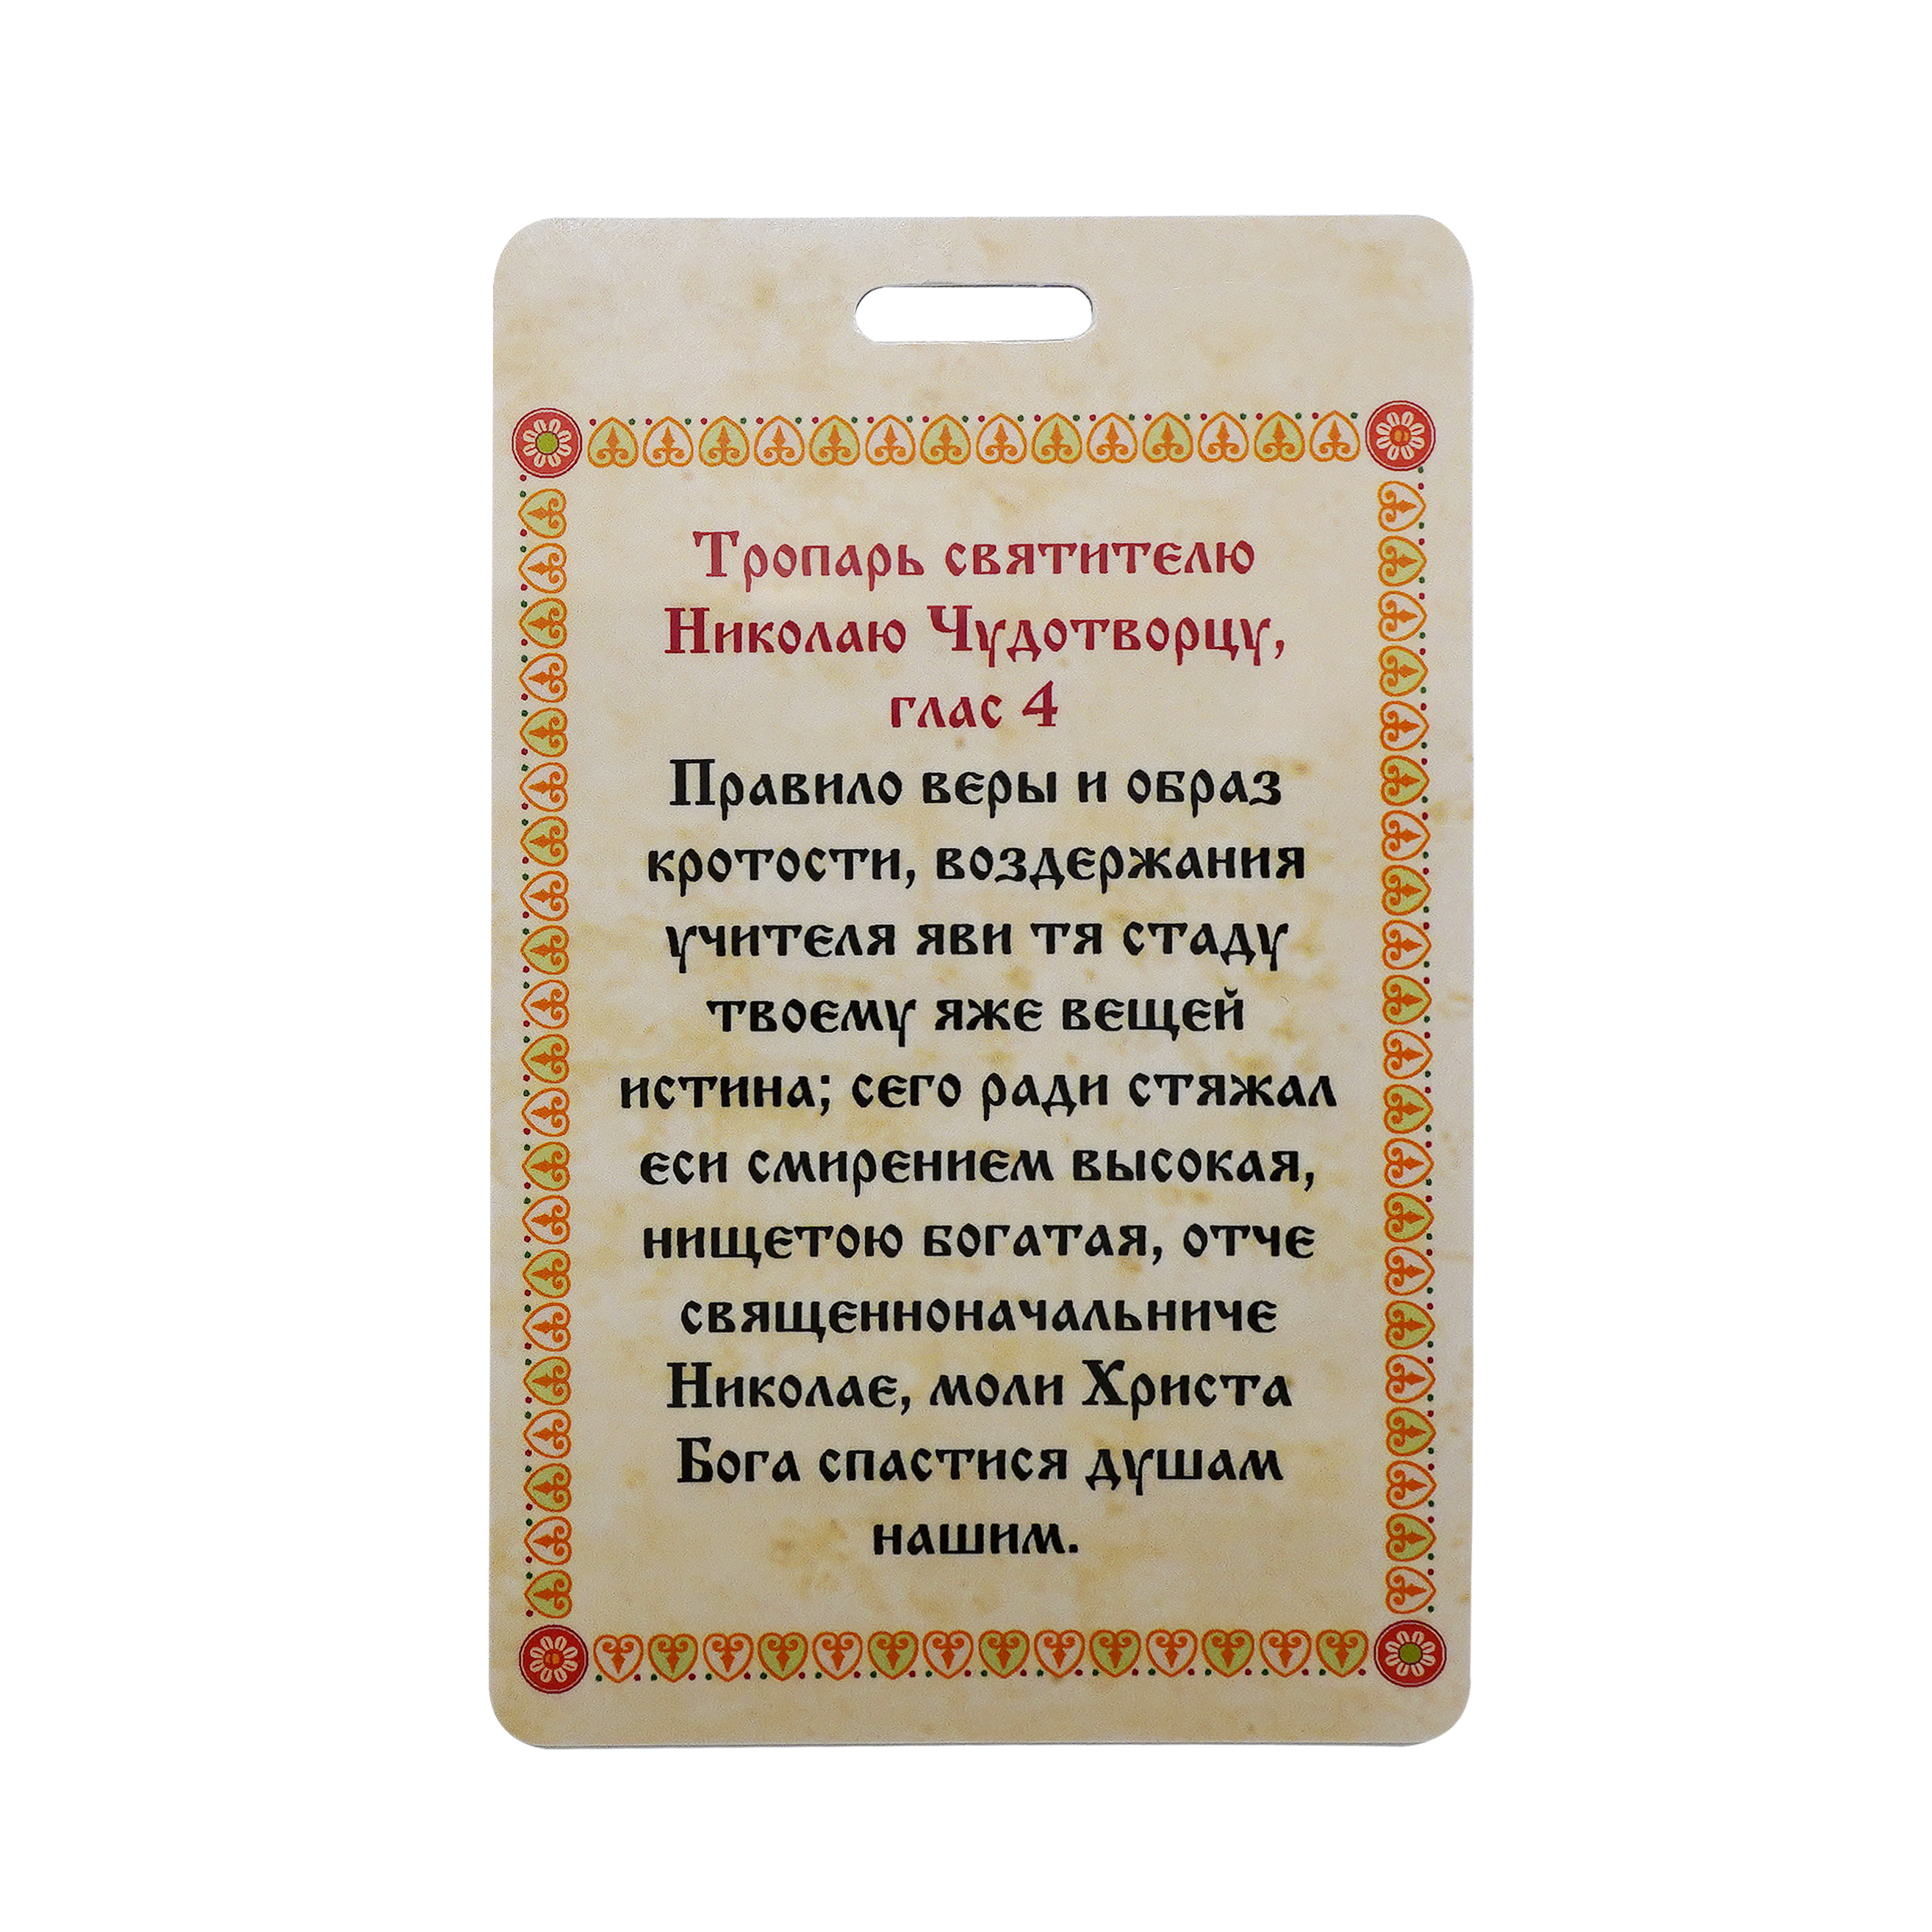 Тропарь святителю
Николаю Чудотворцу,
глас 4
Правило веры и образ
кротости, воздержания
учителя яви тя стаду
твоему яже вещей
истина; сего ради стяжал
еси смирением высокая,
нищетою богатая, отче
священноначальниче
Николае, моли Христа
Бога спастися душам
нашим.